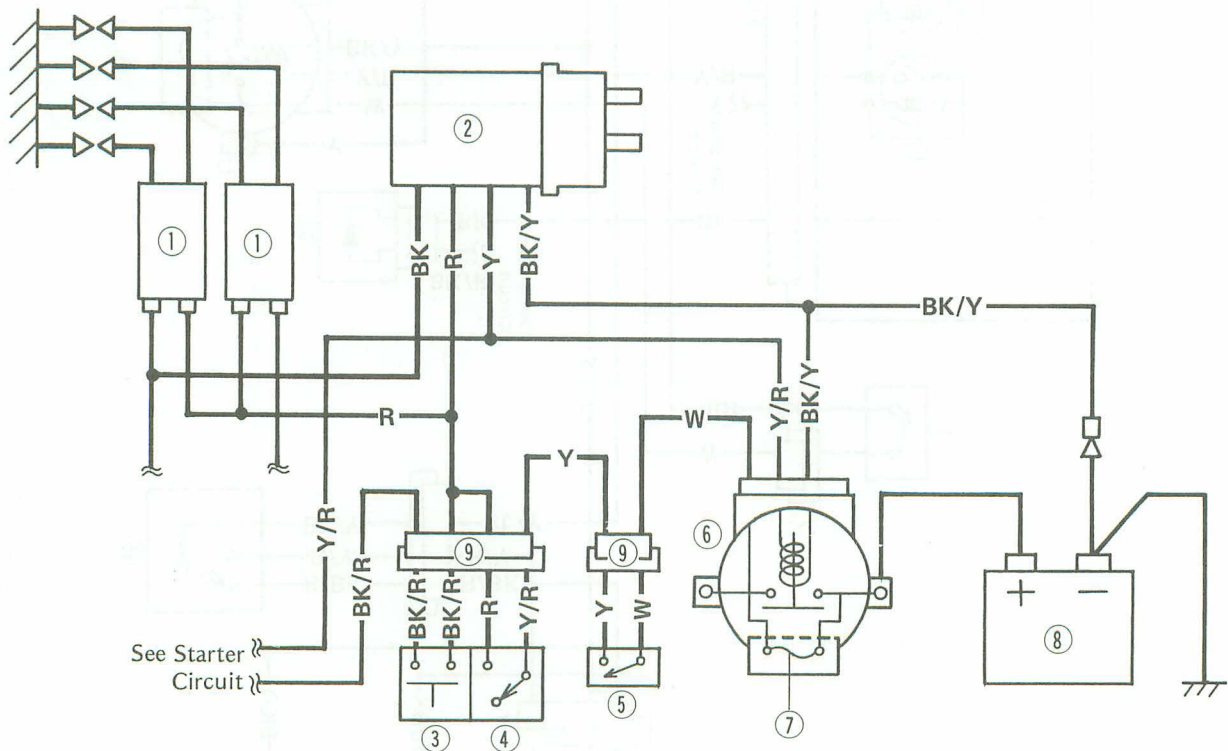 ①
①
②
BK
R
Y
BK/Y
BK/Y
R
Y/R
BK/Y
W
Y
Y/R
BK/R
⑨
⑨
⑥
BK/R
BK/R
R
Y/R
Y
W
+
−
⑧
See Starter
Circuit
③
④
⑤
⑦